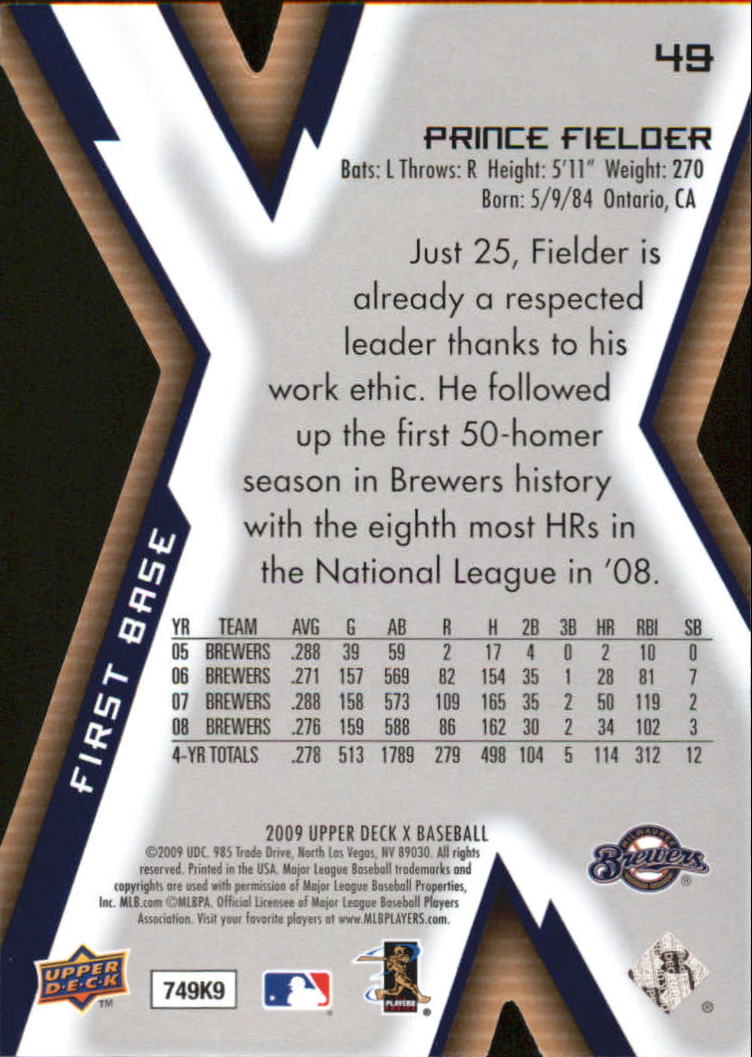 49
PRINCE FIELDER
Bats: L Throws: R Height: 5'11" Weight: 270
Born: 5/9/84 Ontario, CA
Just 25, Fielder is
already a respected
leader thanks to his
work ethic. He followed
up the first 50-homer
season in Brewers history
with the eighth most HRs in
the National League in '08.
FIRST BASE
YR TEAM AVG G AB R H 2B 3B HR RBI SB
05 BREWERS .288 39 59 2 17 4 0 2 10 0
06 BREWERS .271 157 569 82 154 35 1 28 81 7
07 BREWERS .288 158 573 109 165 35 2 50 119 2
08 BREWERS .276 159 588 86 162 30 2 34 102 3
4-YR TOTALS .278 513 1789 279 498 104 5 114 312 12
2009 UPPER DECK X BASEBALL
©2009 UDC. 985 Trade Drive, North Las Vegas, NV 89030. All rights
reserved. Printed in the USA. Major League Baseball trademarks and
copyrights are used with permission of Major League Baseball Properties,
Inc. MLB.com ©MLBPA. Official Licensee of Major League Baseball Players
Association. Visit your favorite players at www.MLBPLAYERS.com.
MILWAUKEE
Brewers ®
UPPER
D·E·C·K ™
749K9
PLAYERS
CHOICE ®
®